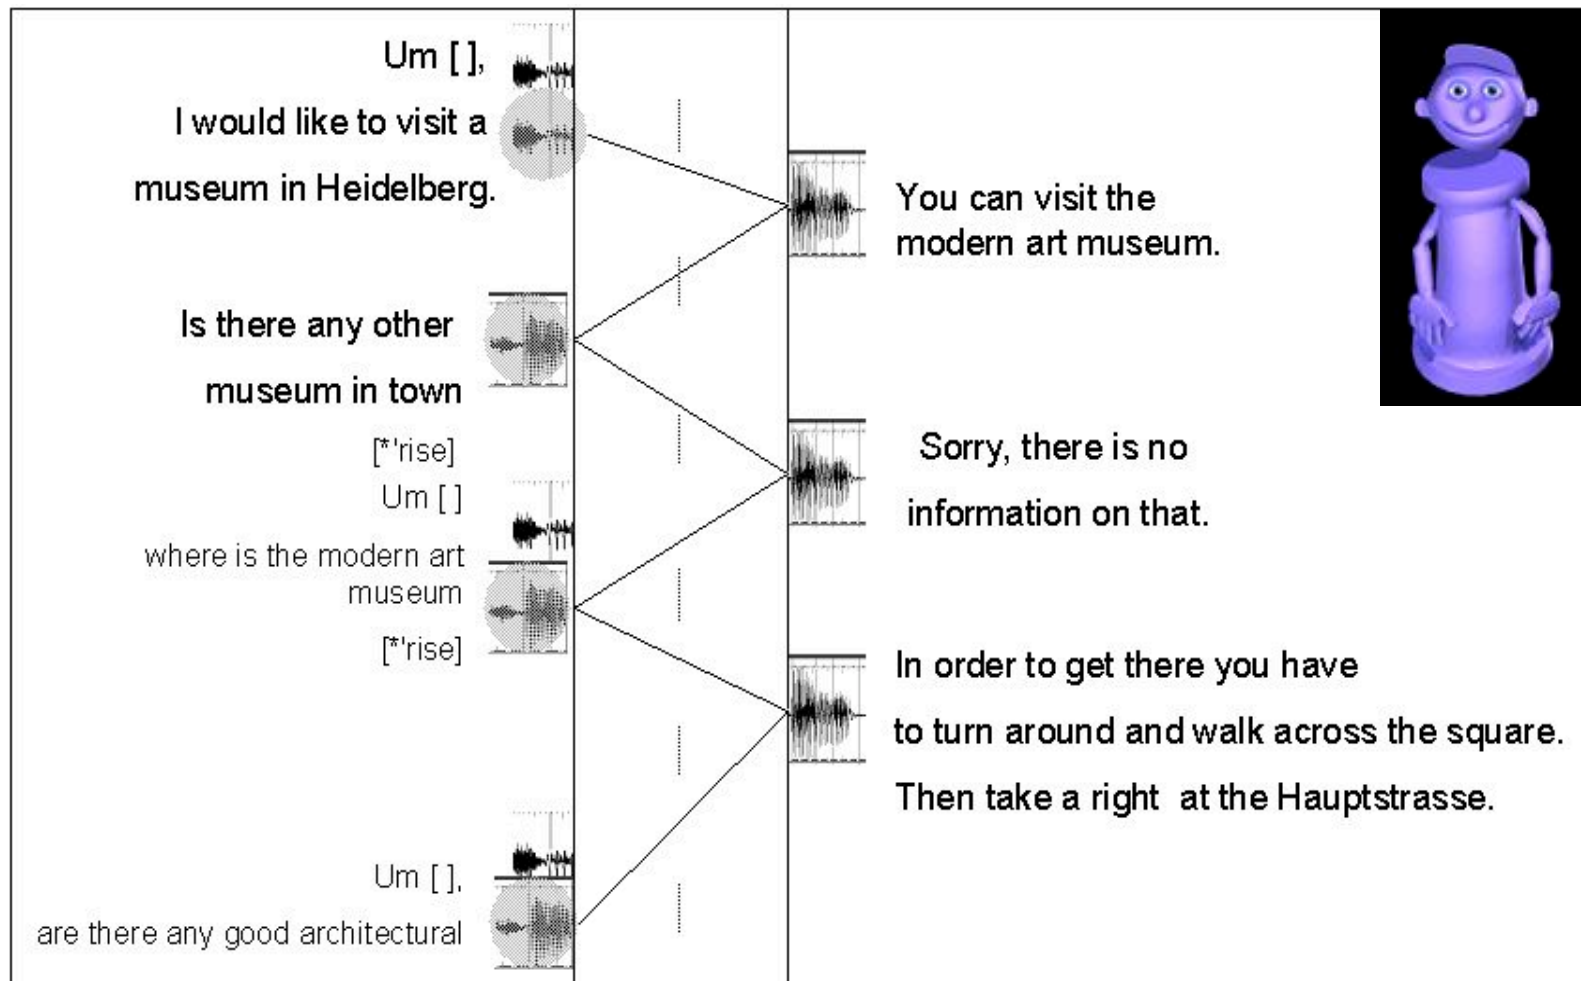 Um [ ],
I would like to visit a
museum in Heidelberg.
You can visit the
modern art museum.
Is there any other
museum in town
[*'rise]
Sorry, there is no
information on that.
Um [ ]
where is the modern art
museum
[*'rise]
In order to get there you have
to turn around and walk across the square.
Then take a right at the Hauptstrasse.
Um [ ],
are there any good architectural